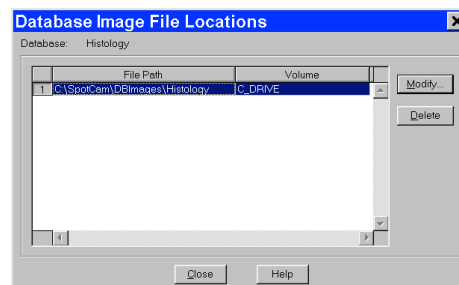 Database Image File Locations
Database: Histology
File Path Volume
1 C:\SpotCam\DBImages\Histology C_DRIVE
Modify...
Delete
Close Help